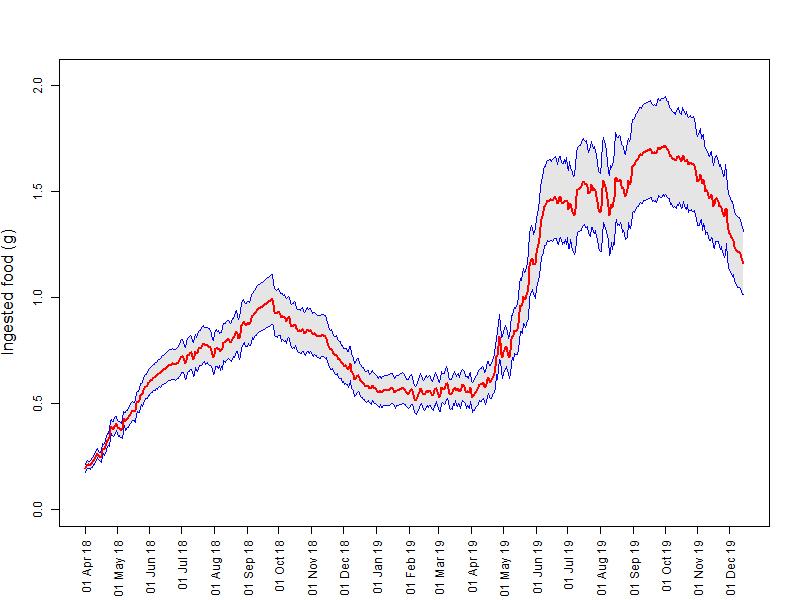 Ingested food (g)
2.0
1.5
1.0
0.5
0.0
01 Apr 18
01 May 18
01 Jun 18
01 Jul 18
01 Aug 18
01 Sep 18
01 Oct 18
01 Nov 18
01 Dec 18
01 Jan 19
01 Feb 19
01 Mar 19
01 Apr 19
01 May 19
01 Jun 19
01 Jul 19
01 Aug 19
01 Sep 19
01 Oct 19
01 Nov 19
01 Dec 19